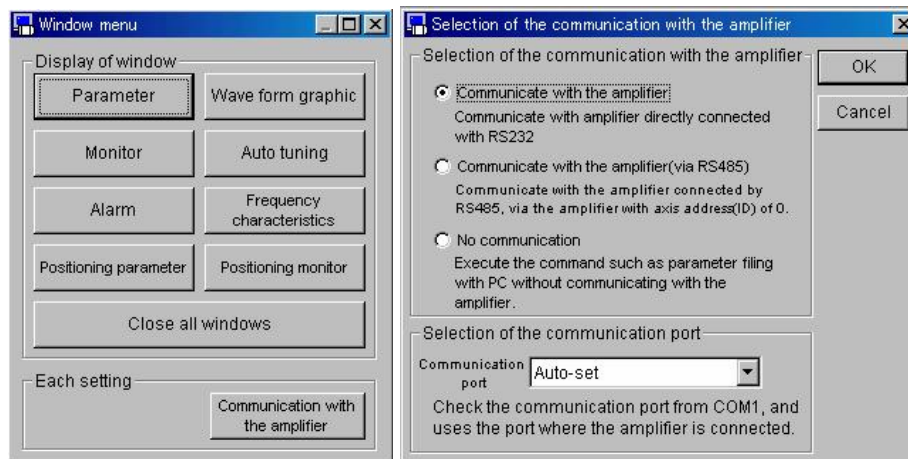 Window menu
Display of window
Parameter
Wave form graphic
Monitor
Auto tuning
Alarm
Frequency
characteristics
Positioning parameter
Positioning monitor
Close all windows
Each setting
Communication with
the amplifier
Selection of the communication with the amplifier
Selection of the communication with the amplifier
OK
Cancel
Communicate with the amplifier
Communicate with amplifier directly connected
with RS232
Communicate with the amplifier(via RS485)
Communicate with the amplifier connected by
RS485, via the amplifier with axis address(ID) of 0.
No communication
Execute the command such as parameter filing
with PC without communicating with the
amplifier.
Selection of the communication port
Communication
port
Auto-set
Check the communication port from COM1, and
uses the port where the amplifier is connected.